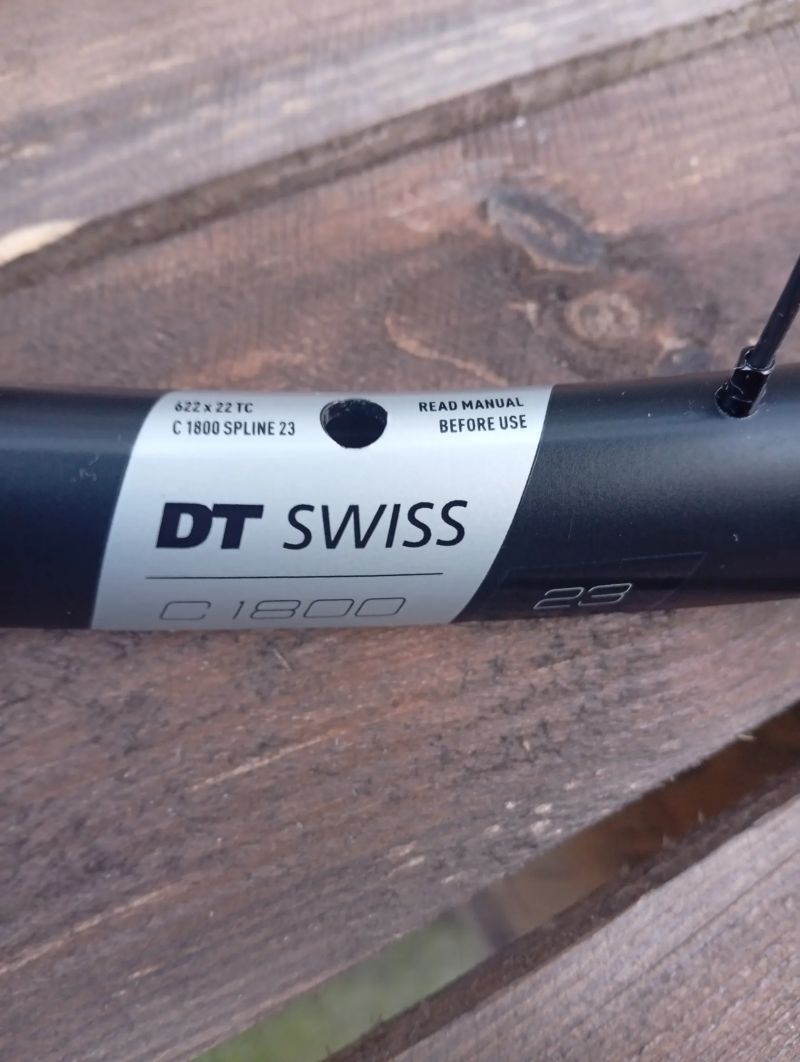 622 x 22 TC
C 1800 SPLINE 23
READ MANUAL
BEFORE USE
DT SWISS
C 1800
23